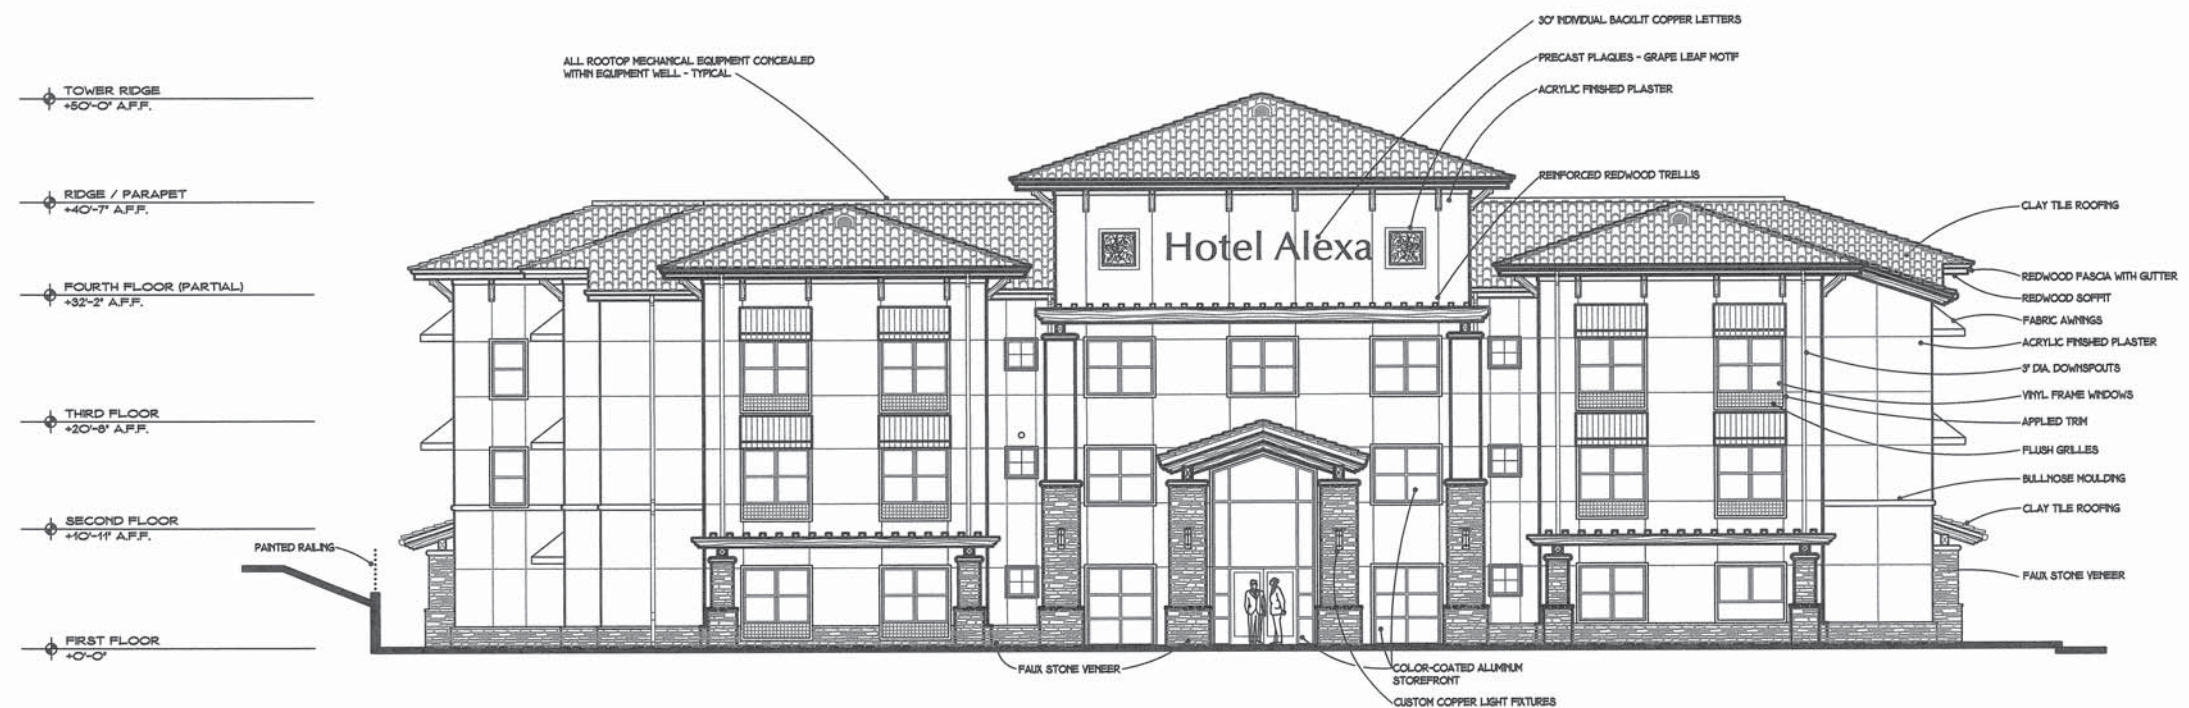 30" INDIVIDUAL BACKLIT COPPER LETTERS
PRECAST PLAQUES - GRAPE LEAF MOTIF
ACRYLIC FINISHED PLASTER
ALL ROOTOP MECHANICAL EQUIPMENT CONCEALED
WITHIN EQUIPMENT WELL - TYPICAL
TOWER RIDGE
+50'-0" A.F.F.
RIDGE / PARAPET
+40'-7" A.F.F.
FOURTH FLOOR (PARTIAL)
+32'-2" A.F.F.
THIRD FLOOR
+20'-8" A.F.F.
SECOND FLOOR
+10'-11" A.F.F.
FIRST FLOOR
+0'-0"
PAINTED RAILING
REINFORCED REDWOOD TRELLIS
Hotel Alexa
CLAY TILE ROOFING
REDWOOD FASCIA WITH GUTTER
REDWOOD SOFFIT
FABRIC AWNINGS
ACRYLIC FINISHED PLASTER
3" DIA. DOWNSPOUTS
VINYL FRAME WINDOWS
APPLIED TRIM
FLUSH GRILLES
BULLNOSE MOULDING
CLAY TILE ROOFING
FAUX STONE VENEER
FAUX STONE VENEER
COLOR-COATED ALUMINUM
STOREFRONT
CUSTOM COPPER LIGHT FIXTURES